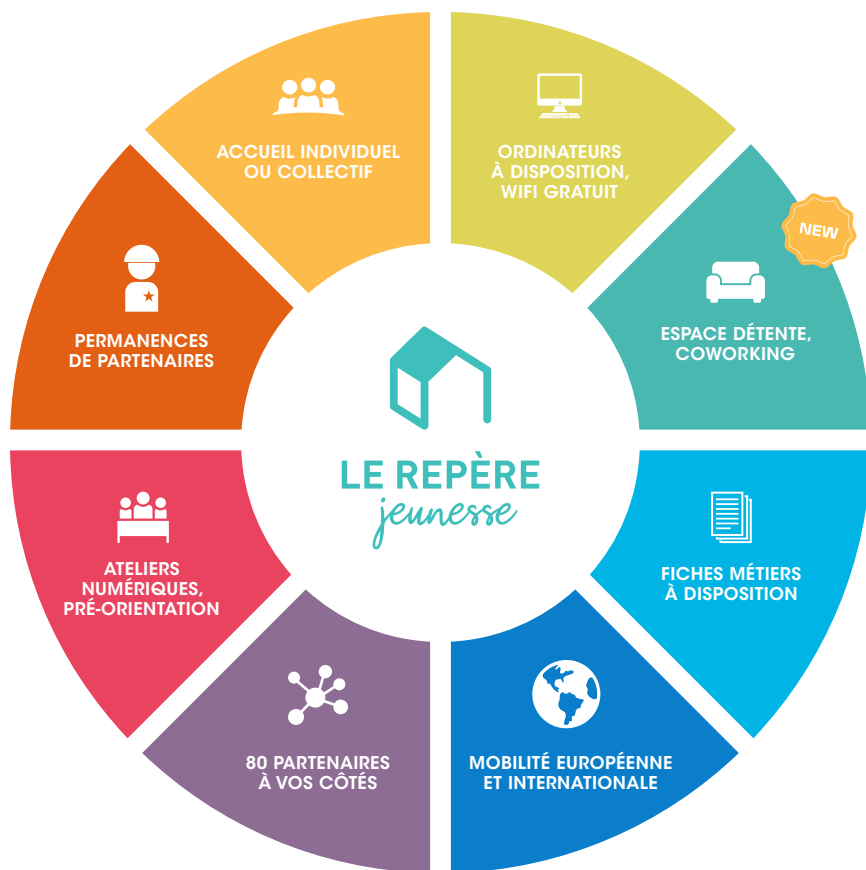 ACCUEIL INDIVIDUEL
OU COLLECTIF
ORDINATEURS
À DISPOSITION,
WIFI GRATUIT
NEW
ESPACE DÉTENTE,
COWORKING
PERMANENCES
DE PARTENAIRES
LE REPÈRE
jeunesse
ATELIERS
NUMÉRIQUES,
PRÉ-ORIENTATION
FICHES MÉTIERS
À DISPOSITION
80 PARTENAIRES
À VOS CÔTÉS
MOBILITÉ EUROPÉENNE
ET INTERNATIONALE